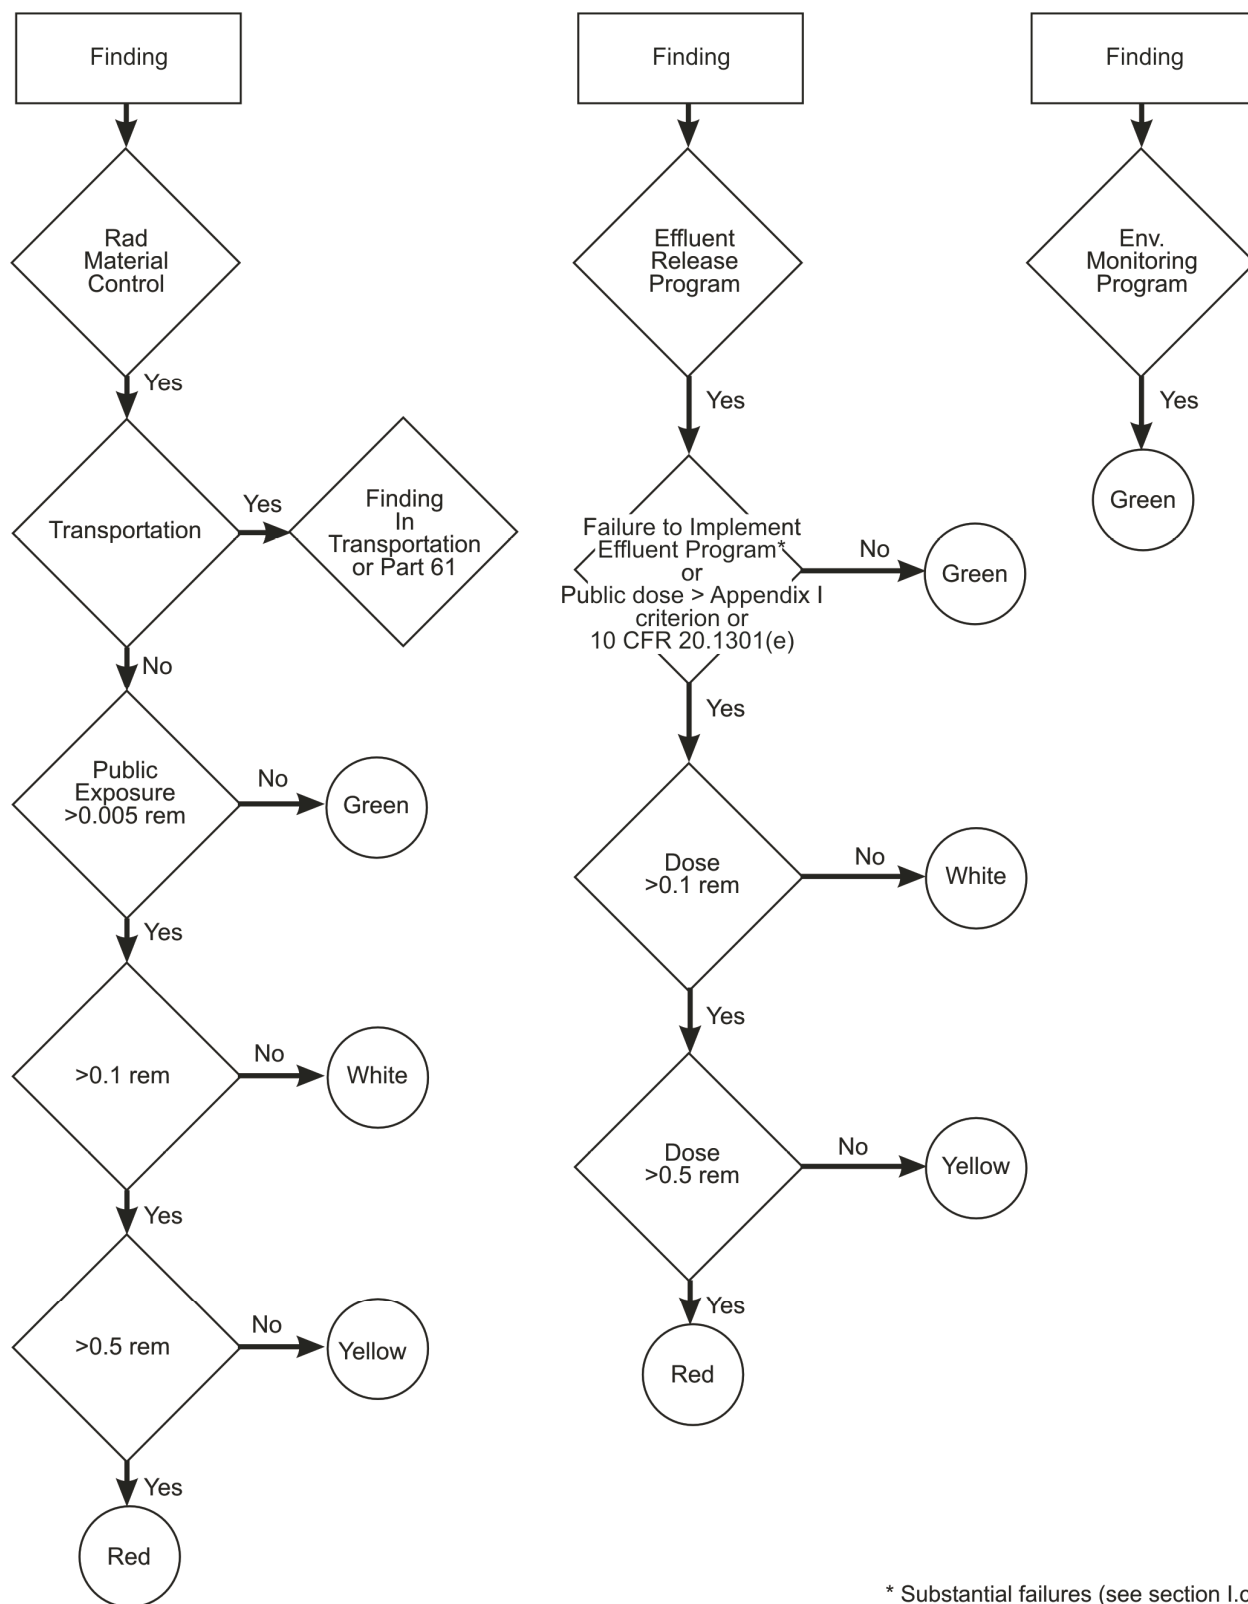 Finding
Rad
Material
Control
Yes
Transportation
Yes
Finding
In
Transportation
or Part 61
No
Public
Exposure
>0.005 rem
No
Green
Yes
>0.1 rem
No
White
Yes
>0.5 rem
No
Yellow
Yes
Red
Finding
Effluent
Release
Program
Yes
Failure to Implement
Effluent Program*
or
Public dose > Appendix I
criterion or
10 CFR 20.1301(e)
No
Green
Yes
Dose
>0.1 rem
No
White
Yes
Dose
>0.5 rem
No
Yellow
Yes
Red
Finding
Env.
Monitoring
Program
Yes
Green
* Substantial failures (see section I.